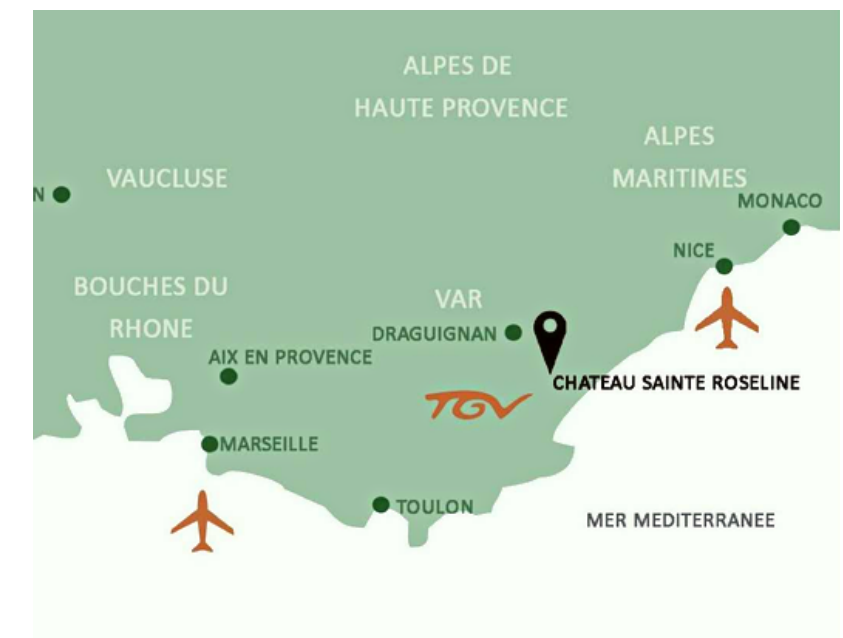 ALPES DE
HAUTE PROVENCE
ALPES
MARITIMES
VAUCLUSE
N
MONACO
NICE
BOUCHES DU
RHONE
VAR
DRAGUIGNAN
AIX EN PROVENCE
CHATEAU SAINTE ROSELINE
TGV
MARSEILLE
TOULON
MER MEDITERRANEE